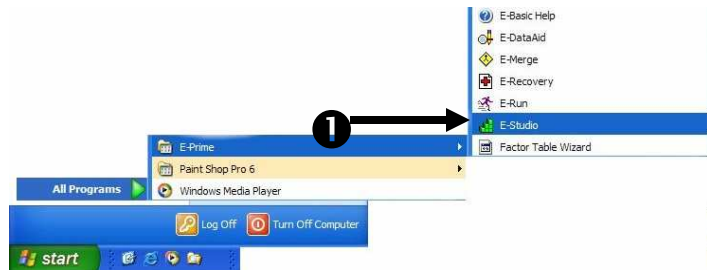 E-Basic Help
E-DataAid
E-Merge
E-Recovery
E-Run
E-Studio
Factor Table Wizard
1
E-Prime
Paint Shop Pro 6
Windows Media Player
All Programs
Log Off
Turn Off Computer
start